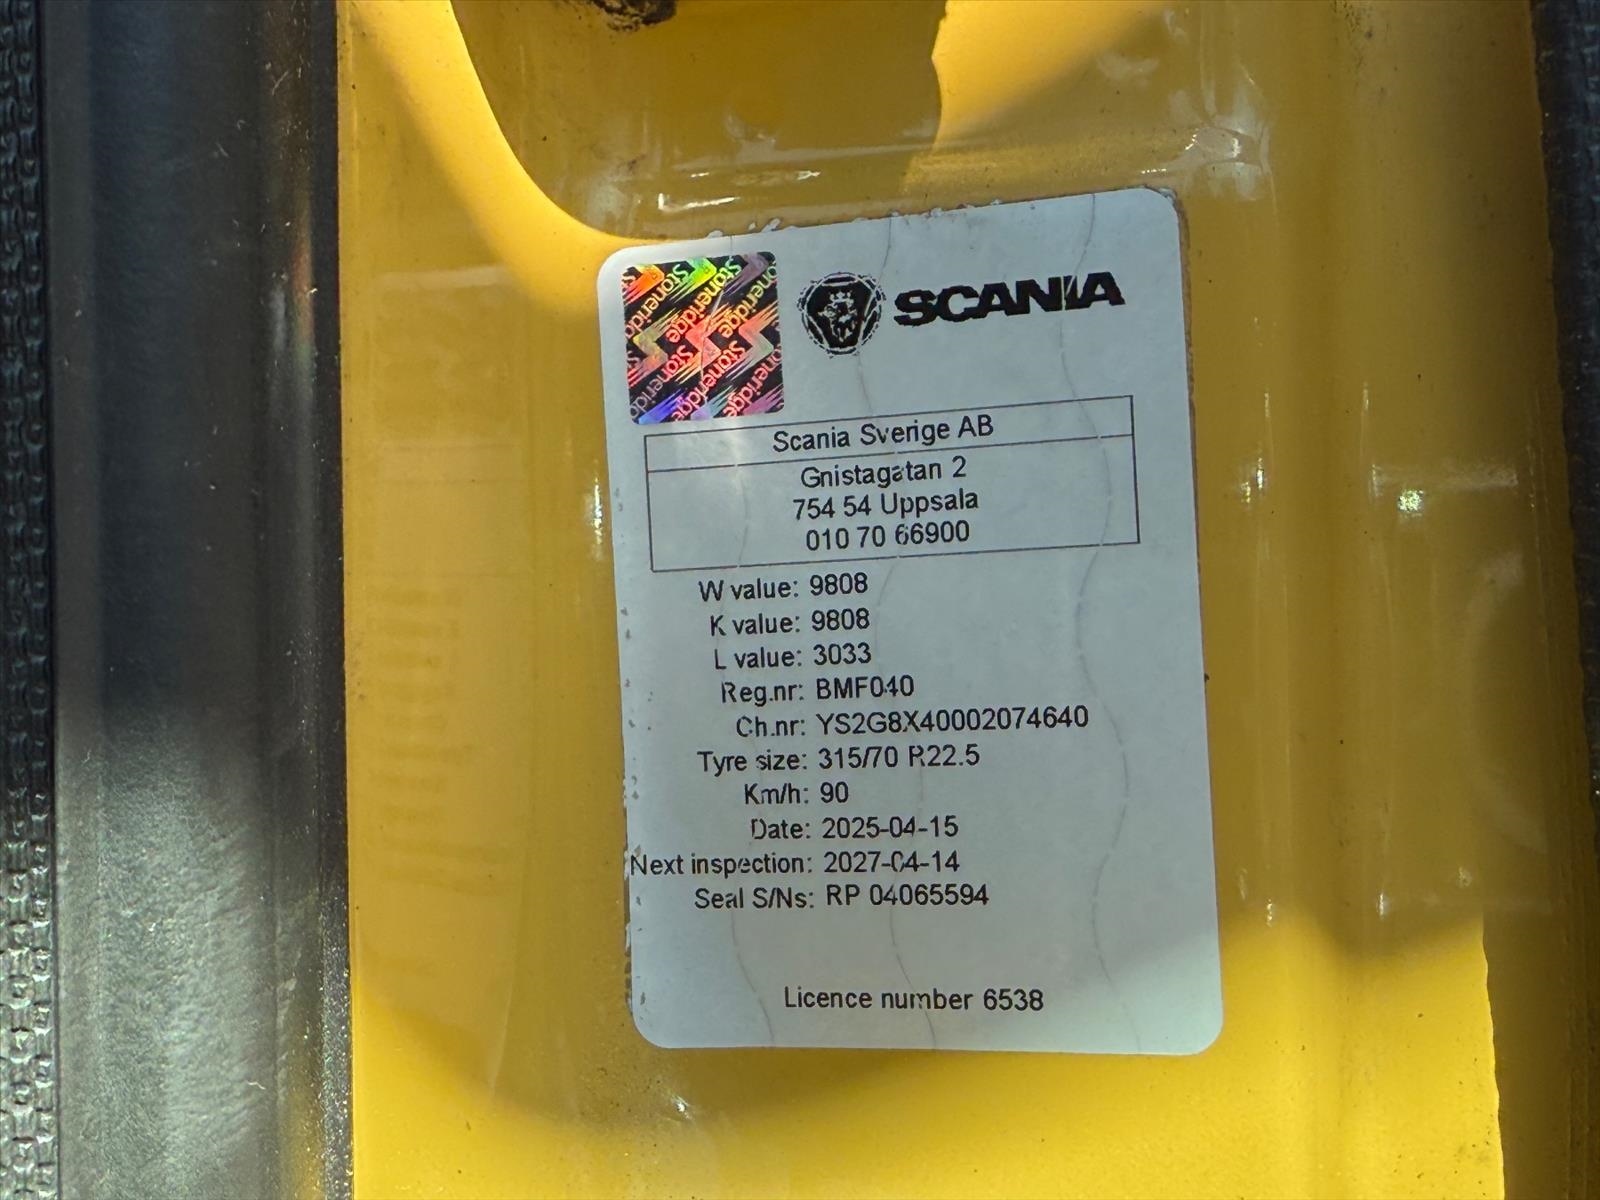 Stoneridge Stoneridge Stoneridge
SCANIA
Scania Sverige AB
Gnistagatan 2
754 54 Uppsala
010 70 66900
W value: 9808
K value: 9808
L value: 3033
Reg.nr: BMF040
Ch.nr: YS2G8X40002074640
Tyre size: 315/70 R22.5
Km/h: 90
Date: 2025-04-15
Next inspection: 2027-04-14
Seal S/Ns: RP 04065594
Licence number 6538